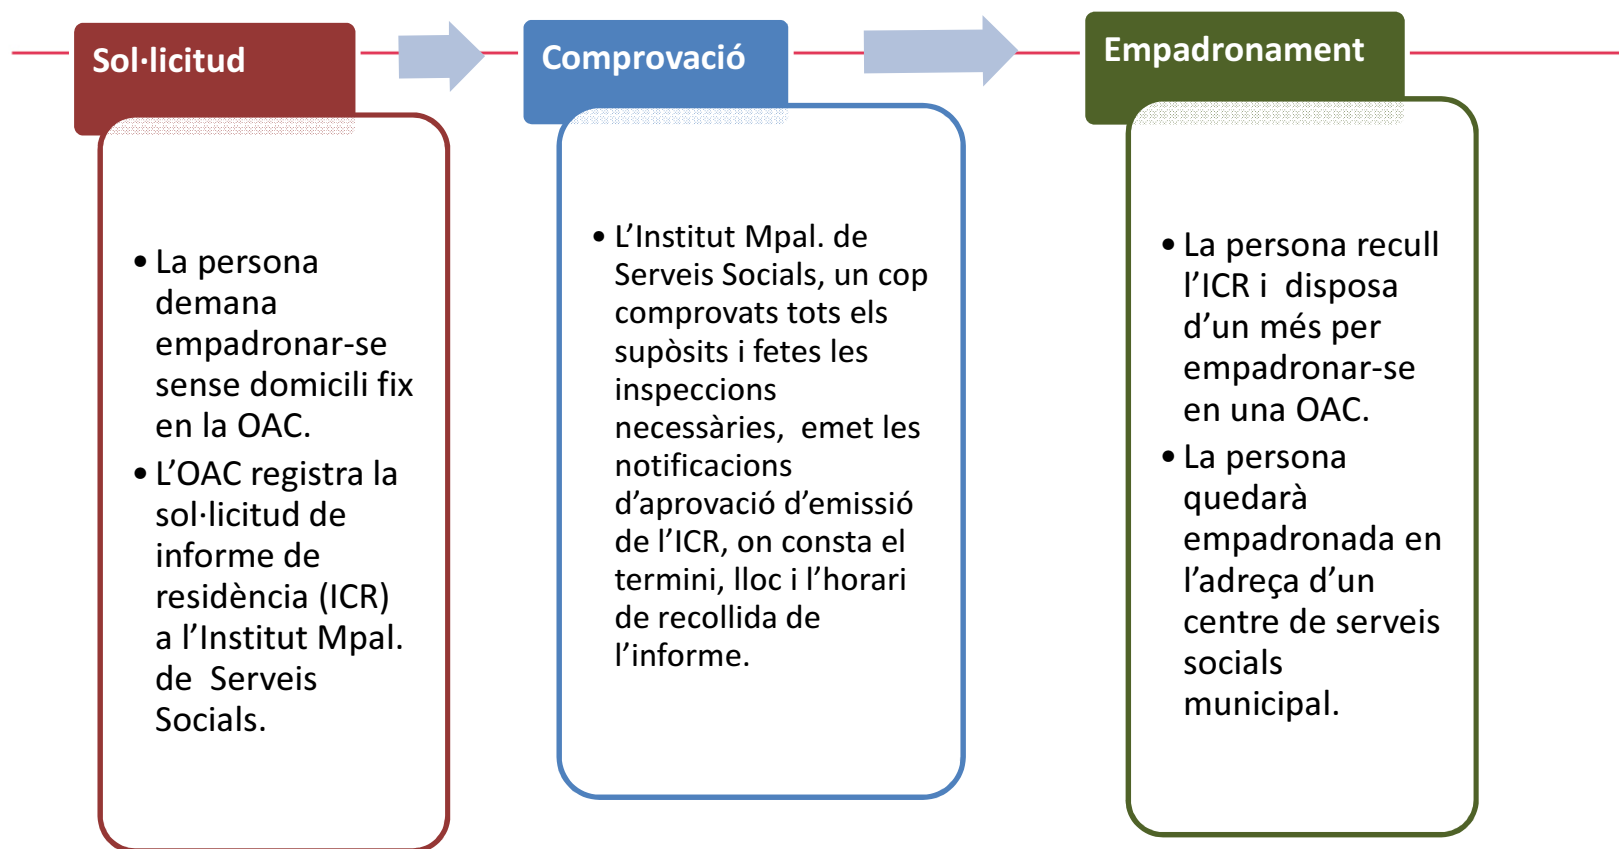 Sol·licitud
• La persona
demana
empadronar-se
sense domicili fix
en la OAC.
• L’OAC registra la
sol·licitud de
informe de
residència (ICR)
a l’Institut Mpal.
de  Serveis
Socials.
Comprovació
• L’Institut Mpal. de
Serveis Socials, un cop
comprovats tots els
supòsits i fetes les
inspeccions
necessàries,  emet les
notificacions
d’aprovació d’emissió
de l’ICR, on consta el
termini, lloc i l’horari
de recollida de
l’informe.
Empadronament
• La persona recull
l’ICR i  disposa
d’un més per
empadronar-se
en una OAC.
• La persona
quedarà
empadronada en
l’adreça d’un
centre de serveis
socials
municipal.